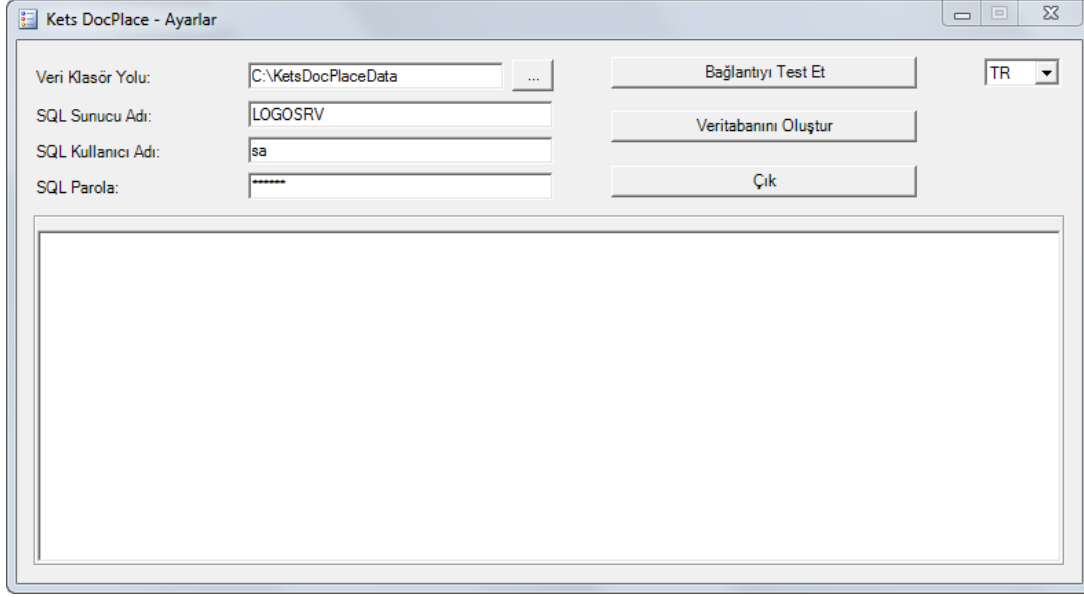 Kets DocPlace - Ayarlar
Veri Klasör Yolu: C:\KetsDocPlaceData ... Bağlantıyı Test Et TR
SQL Sunucu Adı: LOGOSRV Veritabanını Oluştur
SQL Kullanıcı Adı: sa
SQL Parola: ****** Çık